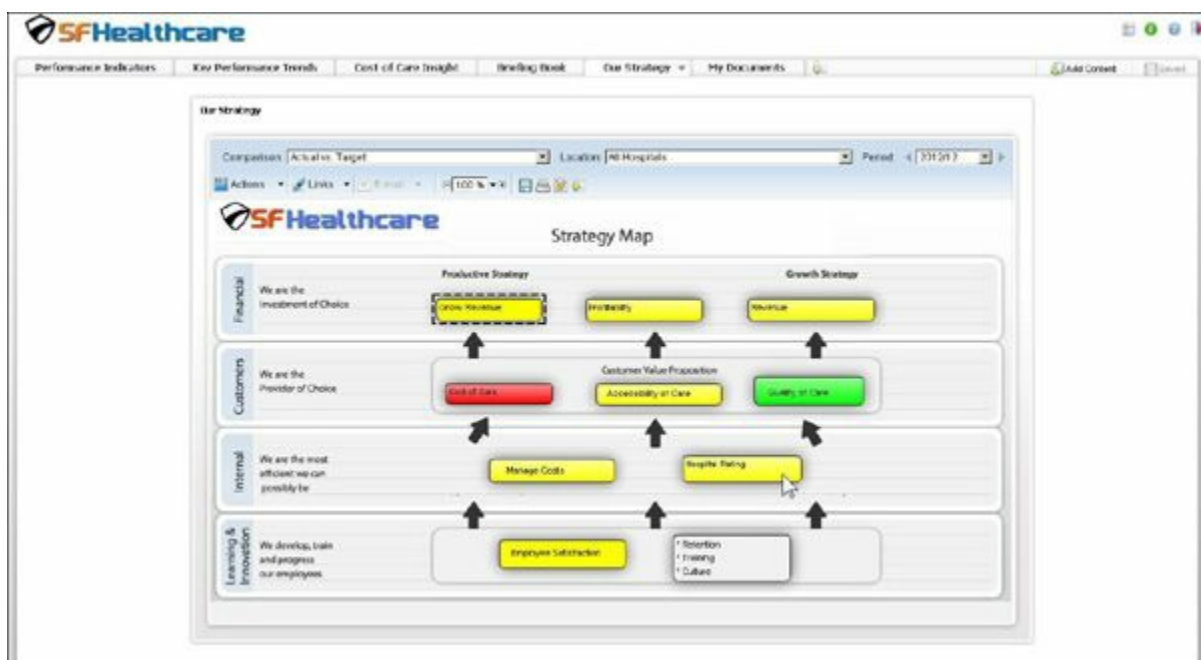 SFHealthcare
Performance Indicators Key Performance Trends Cost of Care Insight Briefing Book Our Strategy My Documents
Add Content
Our Strategy
Comparison: Actual vs. Target Location: All Hospitals Period
Actions Links 100 %
SFHealthcare
Strategy Map
Productive Strategy Growth Strategy
Financial
We are the
Investment of Choice
Grow Revenue Profitability Revenue
Customers
We are the
Provider of Choice
Customer Value Proposition
Cost of Care Accessibility of Care Quality of Care
Internal
We are the most
efficient we can
possibly be
Manage Costs Hospital Rating
Learning &
Innovation
We develop, train
and progress
our employees
Employee Satisfaction
* Retention
* Training
* Culture